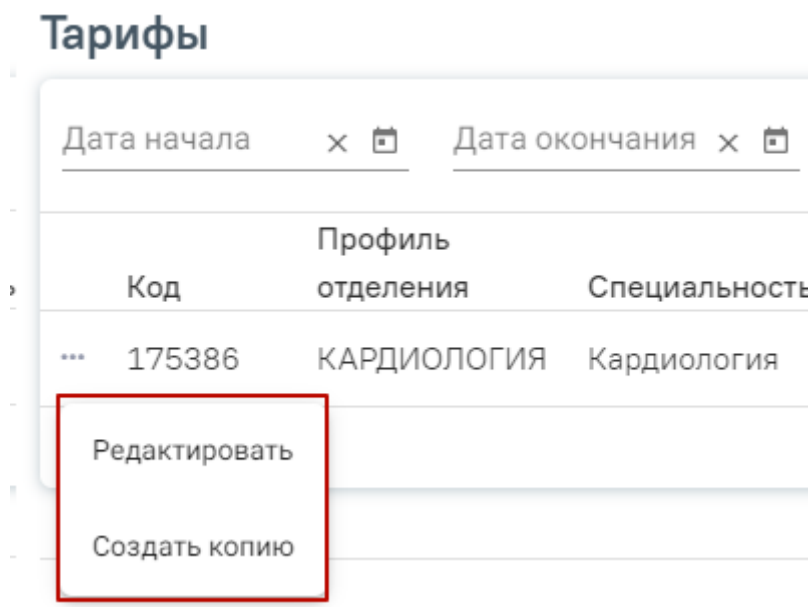 Тарифы
Дата начала Дата окончания
Профиль
Код отделения Специальность
175386 КАРДИОЛОГИЯ Кардиология
Редактировать
Создать копию